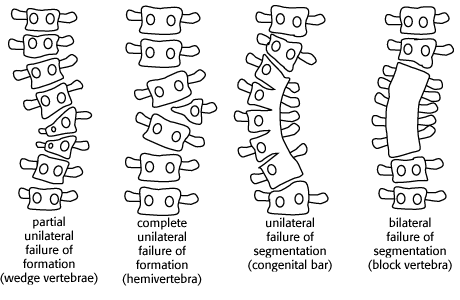 partial
unilateral
failure of
formation
(wedge vertebrae)
complete
unilateral
failure of
formation
(hemivertebra)
unilateral
failure of
segmentation
(congenital bar)
bilateral
failure of
segmentation
(block vertebra)